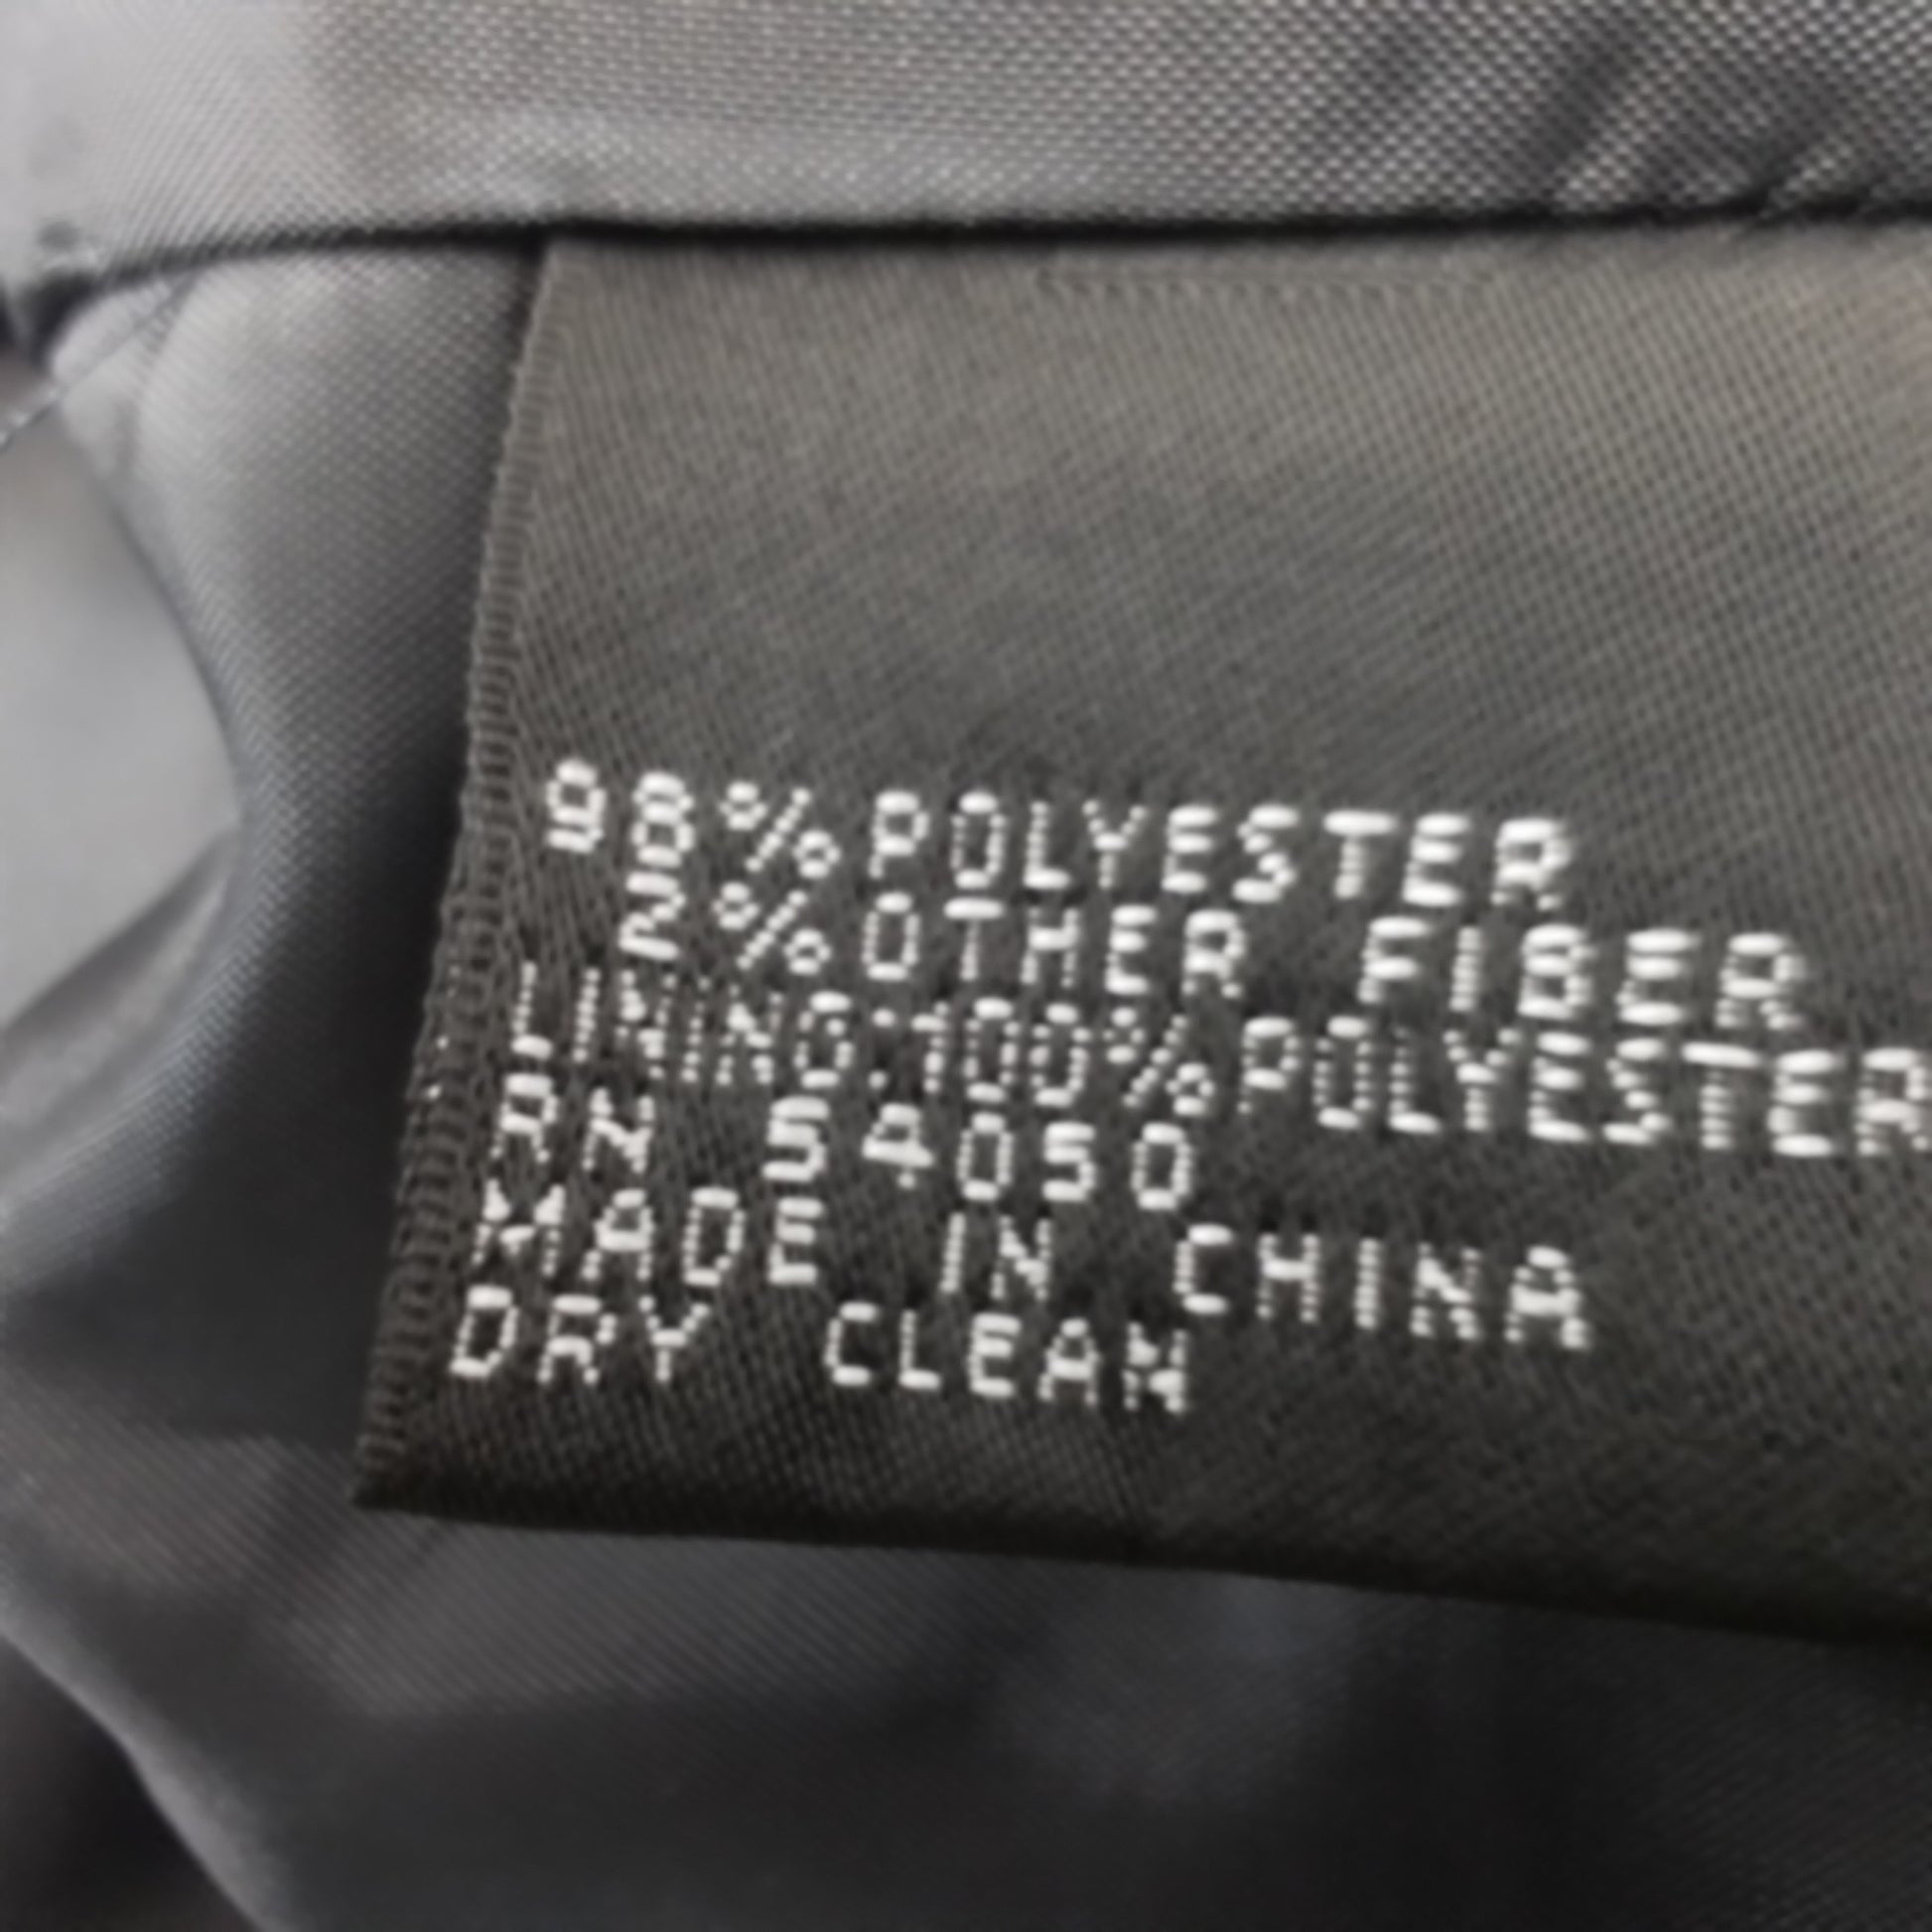 98% POLYESTER
2% OTHER FIBER
LINING:100% POLYESTER
RN 54050
MADE IN CHINA
DRY CLEAN